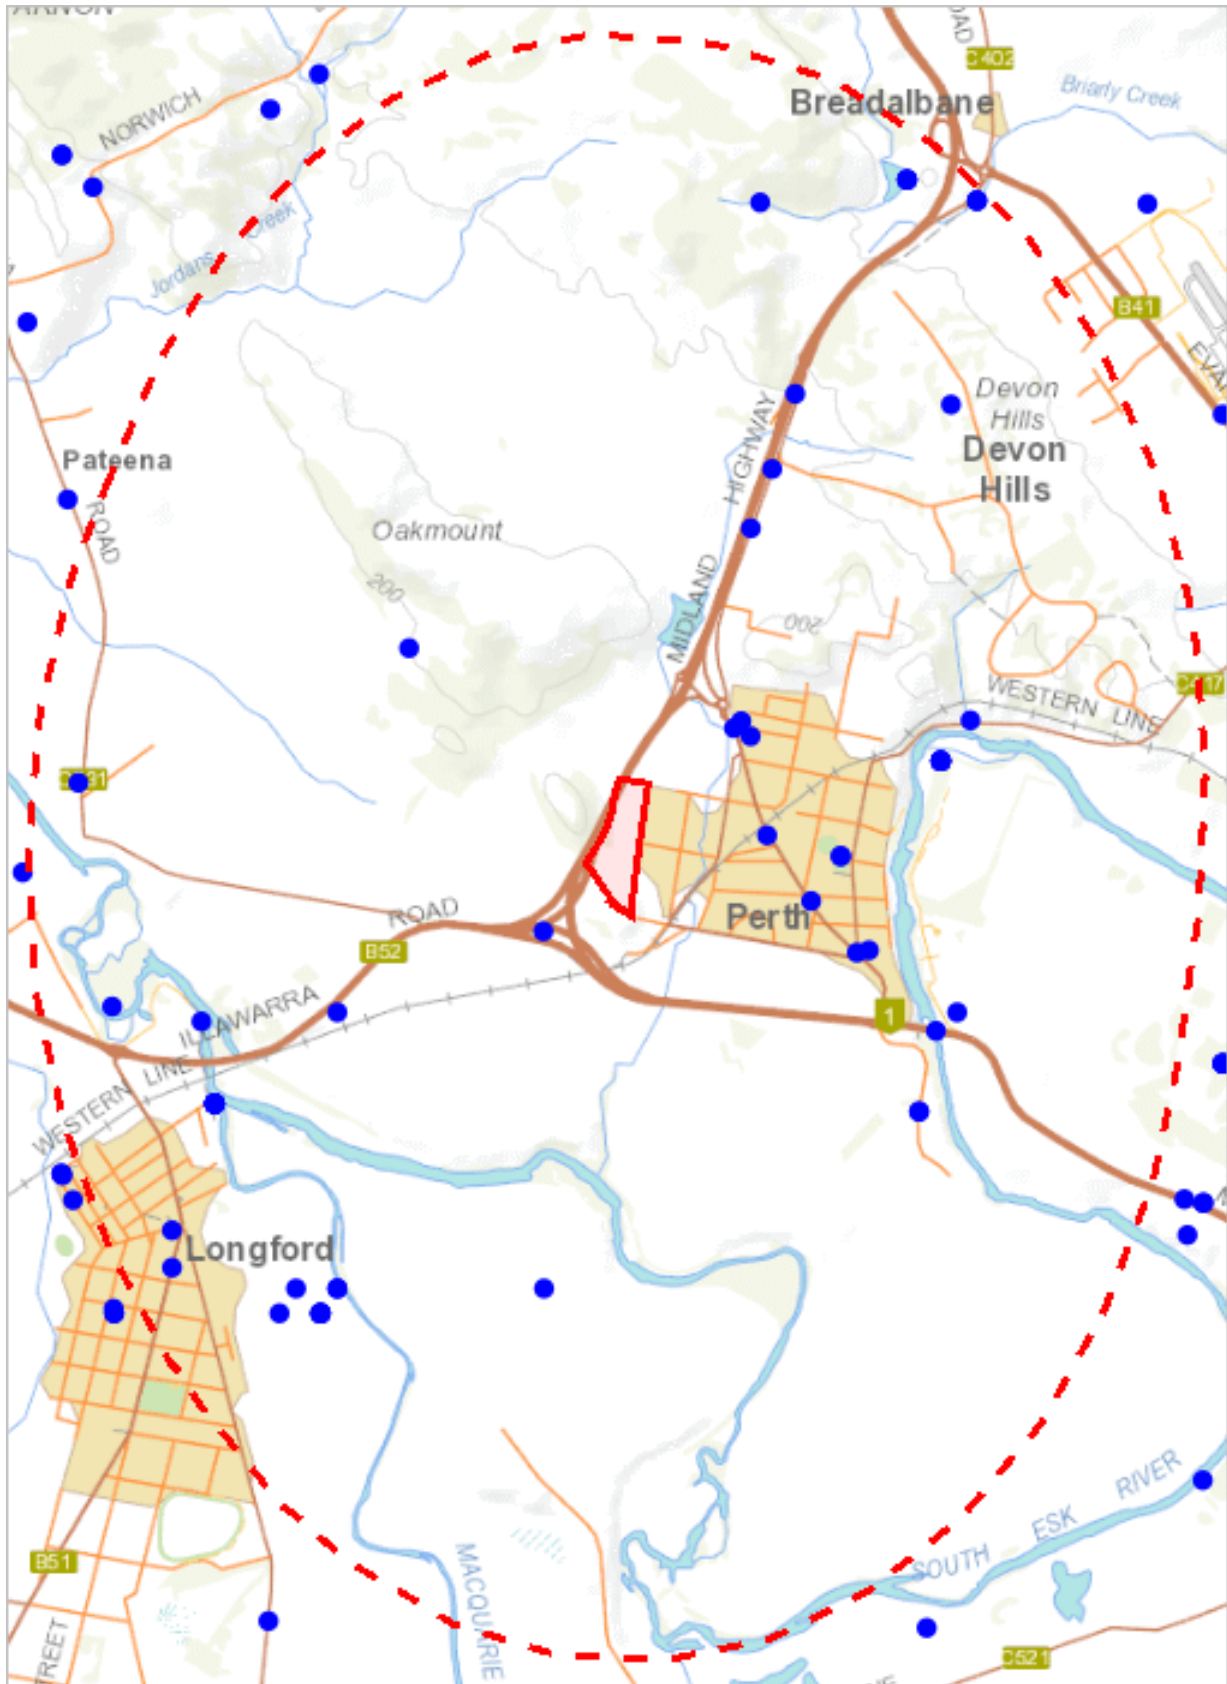 C402
Breadalbane
Briarly Creek
NORWICH
Jordans Creek
B41
Devon
Hills
Devon
Hills
HIGHWAY
Pateena
ROAD
Oakmount
200
MIDLAND
200
WESTERN LINE
ROAD
B52
Perth
ILLAWARRA
1
WESTERN LINE
Longford
SOUTH ESK RIVER
MACQUARIE
B51
C521